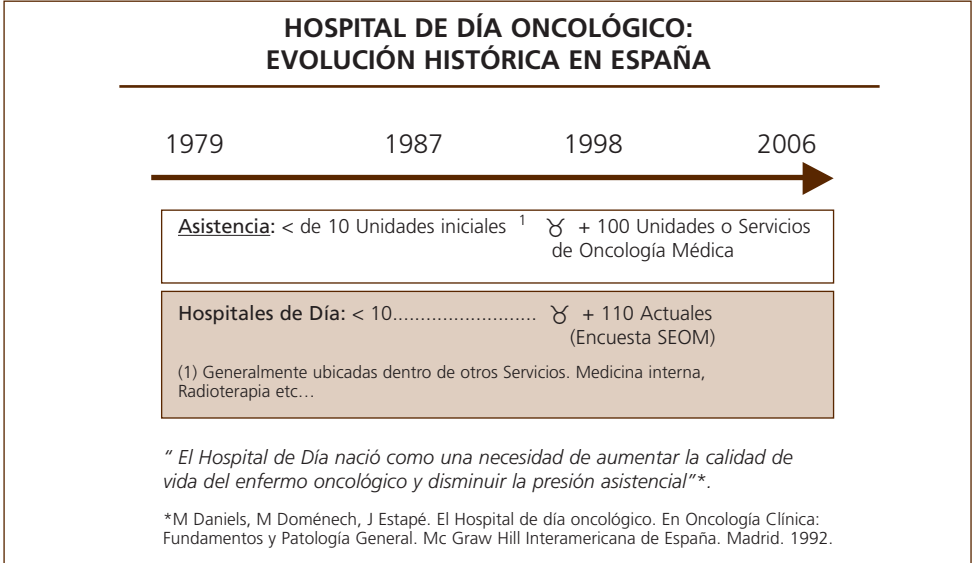 HOSPITAL DE DÍA ONCOLÓGICO:
EVOLUCIÓN HISTÓRICA EN ESPAÑA
1979 1987 1998 2006
Asistencia: < de 10 Unidades iniciales 1 ♉ + 100 Unidades o Servicios
de Oncología Médica
Hospitales de Día: < 10......................... ♉ + 110 Actuales
(Encuesta SEOM)
(1) Generalmente ubicadas dentro de otros Servicios. Medicina interna,
Radioterapia etc…
“ El Hospital de Día nació como una necesidad de aumentar la calidad de
vida del enfermo oncológico y disminuir la presión asistencial”*.
*M Daniels, M Doménech, J Estapé. El Hospital de día oncológico. En Oncología Clínica:
Fundamentos y Patología General. Mc Graw Hill Interamericana de España. Madrid. 1992.